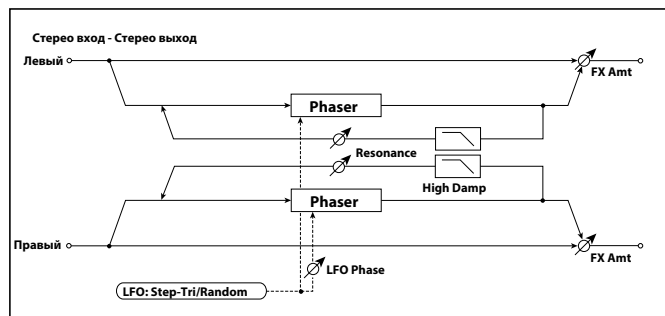 Стерео вход - Стерео выход
Левый
FX Amt
Phaser
Resonance
High Damp
Phaser
Правый
FX Amt
LFO Phase
LFO: Step-Tri/Random